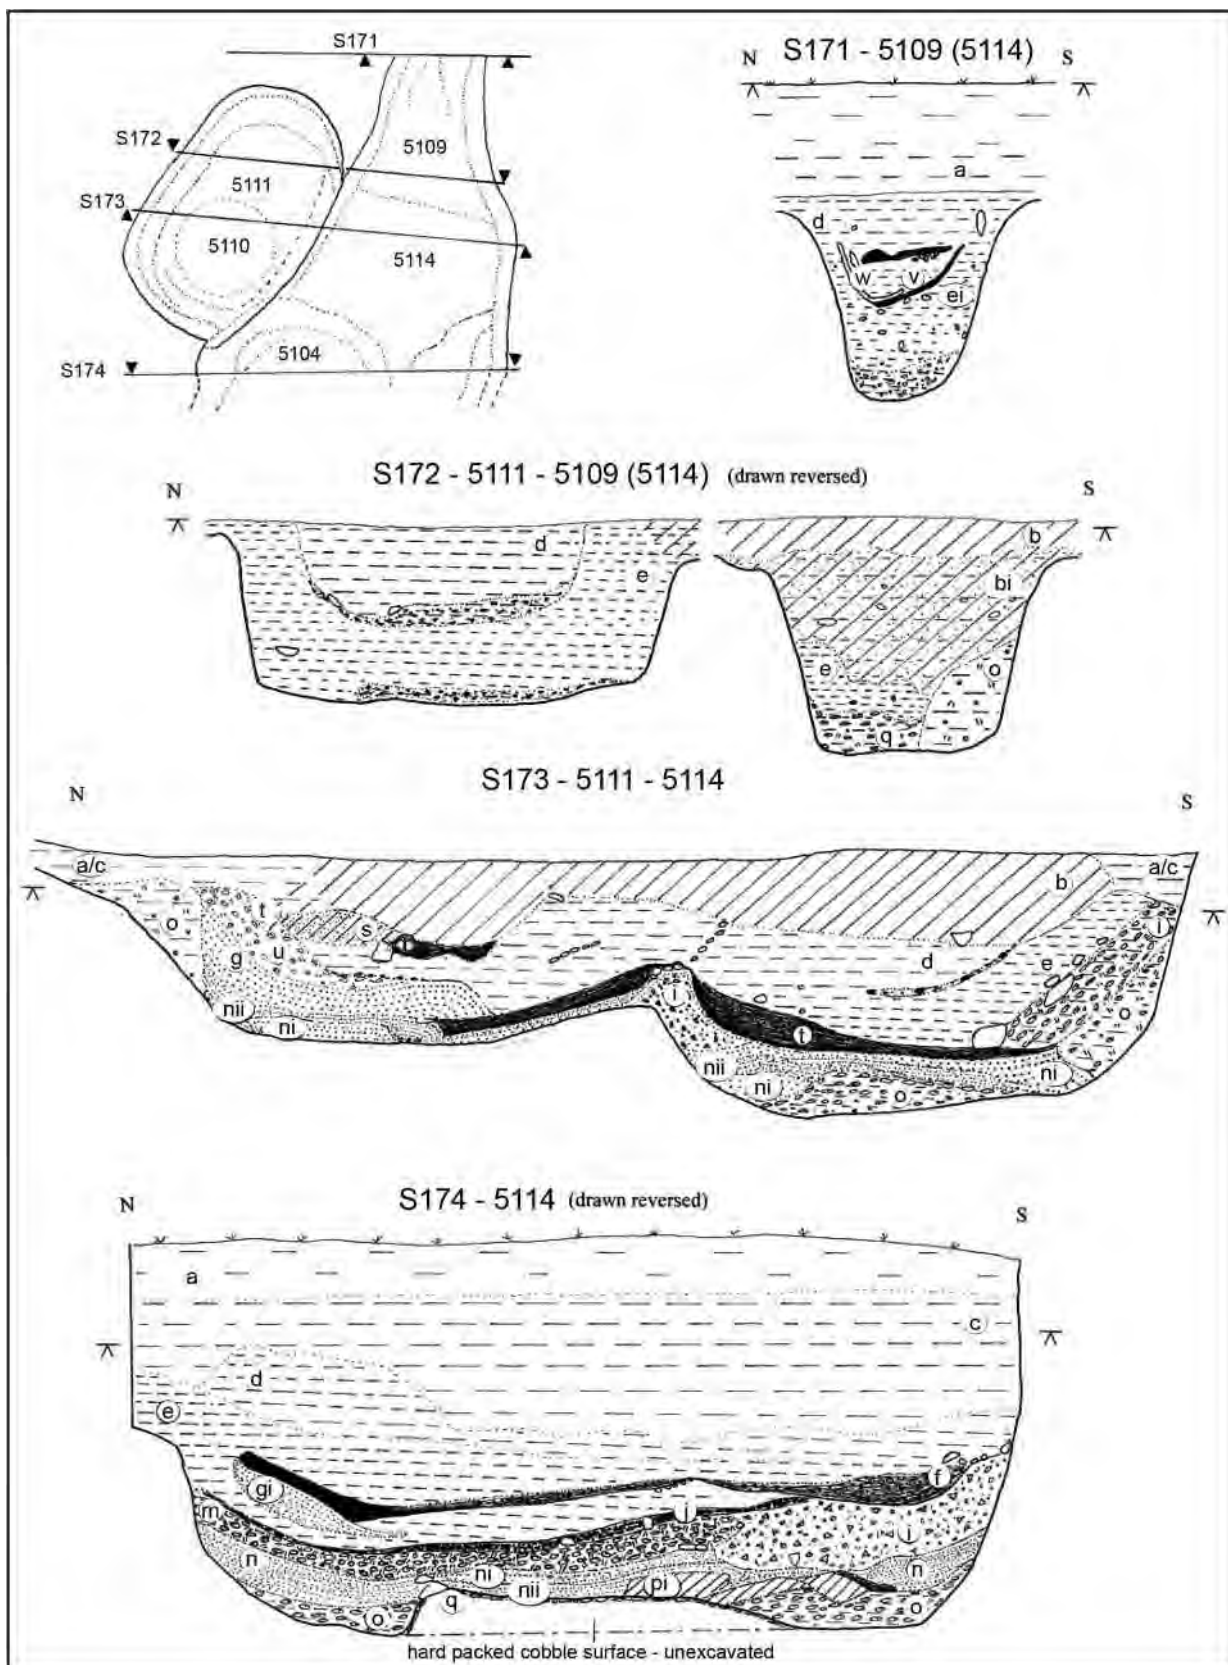 S171
S172
5109
5111
S173
5110
5114
5104
S174
S171 - 5109 (5114)
N S
a
d
w v
ei
S172 - 5111 - 5109 (5114) (drawn reversed)
N S
d b
e bi
e o
q
S173 - 5111 - 5114
N S
a/c b a/c
t
o s t i
g u d e
nii i o
ni t
nii ni
ni o
S174 - 5114 (drawn reversed)
N S
a
c
d
e
gi f
m j j
n ni n
nii pi
o q o
hard packed cobble surface - unexcavated